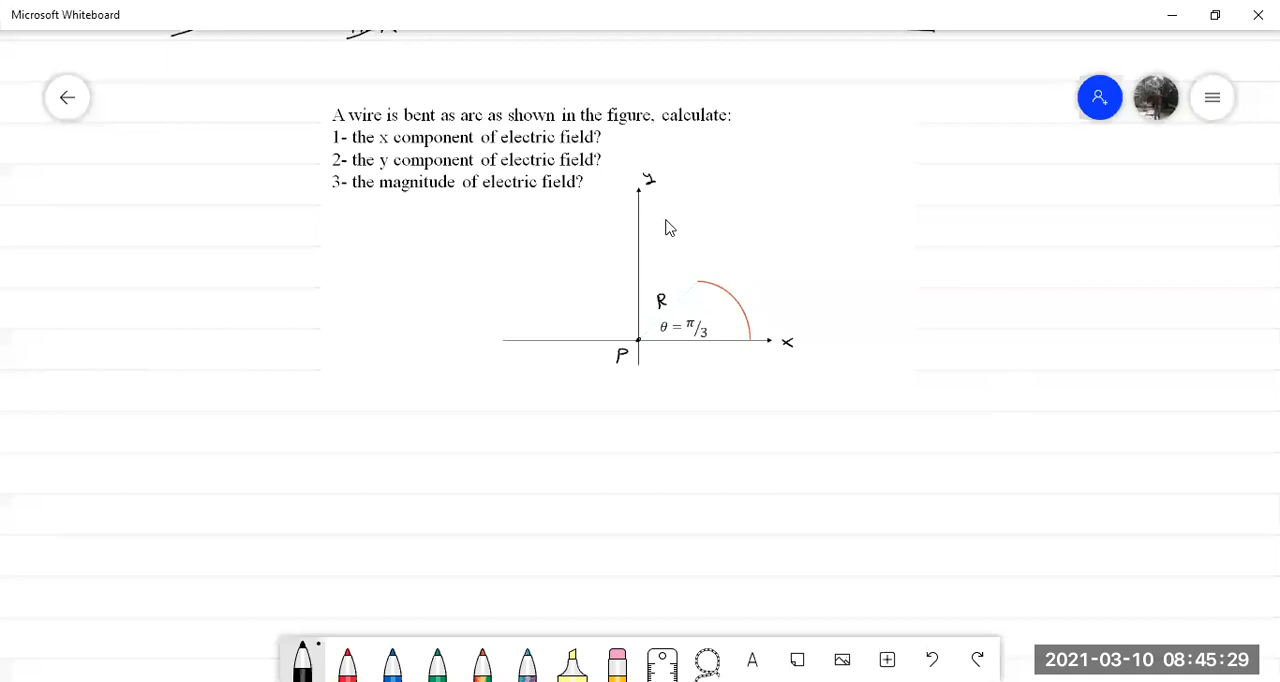 Microsoft Whiteboard
A wire is bent as arc as shown in the figure, calculate:
1- the x component of electric field?
2- the y component of electric field?
3- the magnitude of electric field?
y
R
θ = π/3
x
P
A
2021-03-10 08:45:29